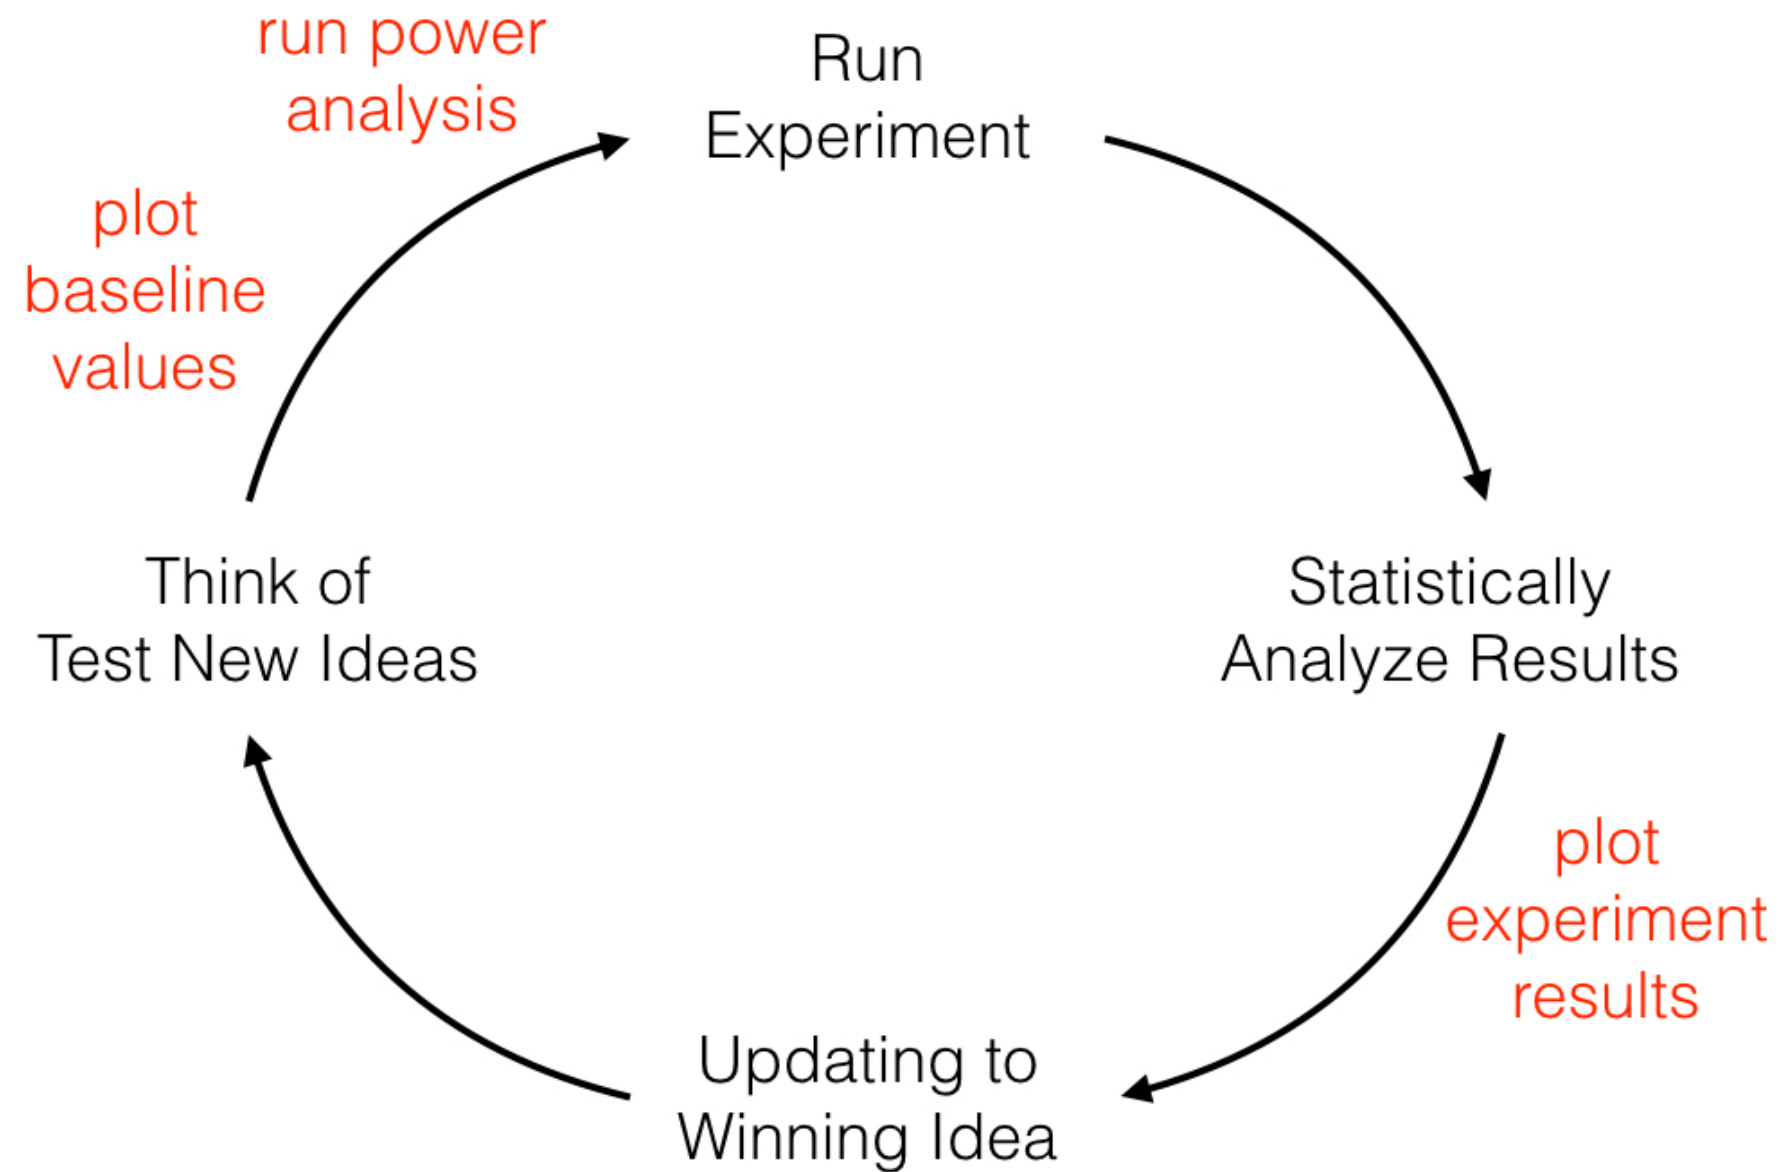 run power
analysis
Run
Experiment
plot
baseline
values
Think of
Test New Ideas
Statistically
Analyze Results
plot
experiment
results
Updating to
Winning Idea